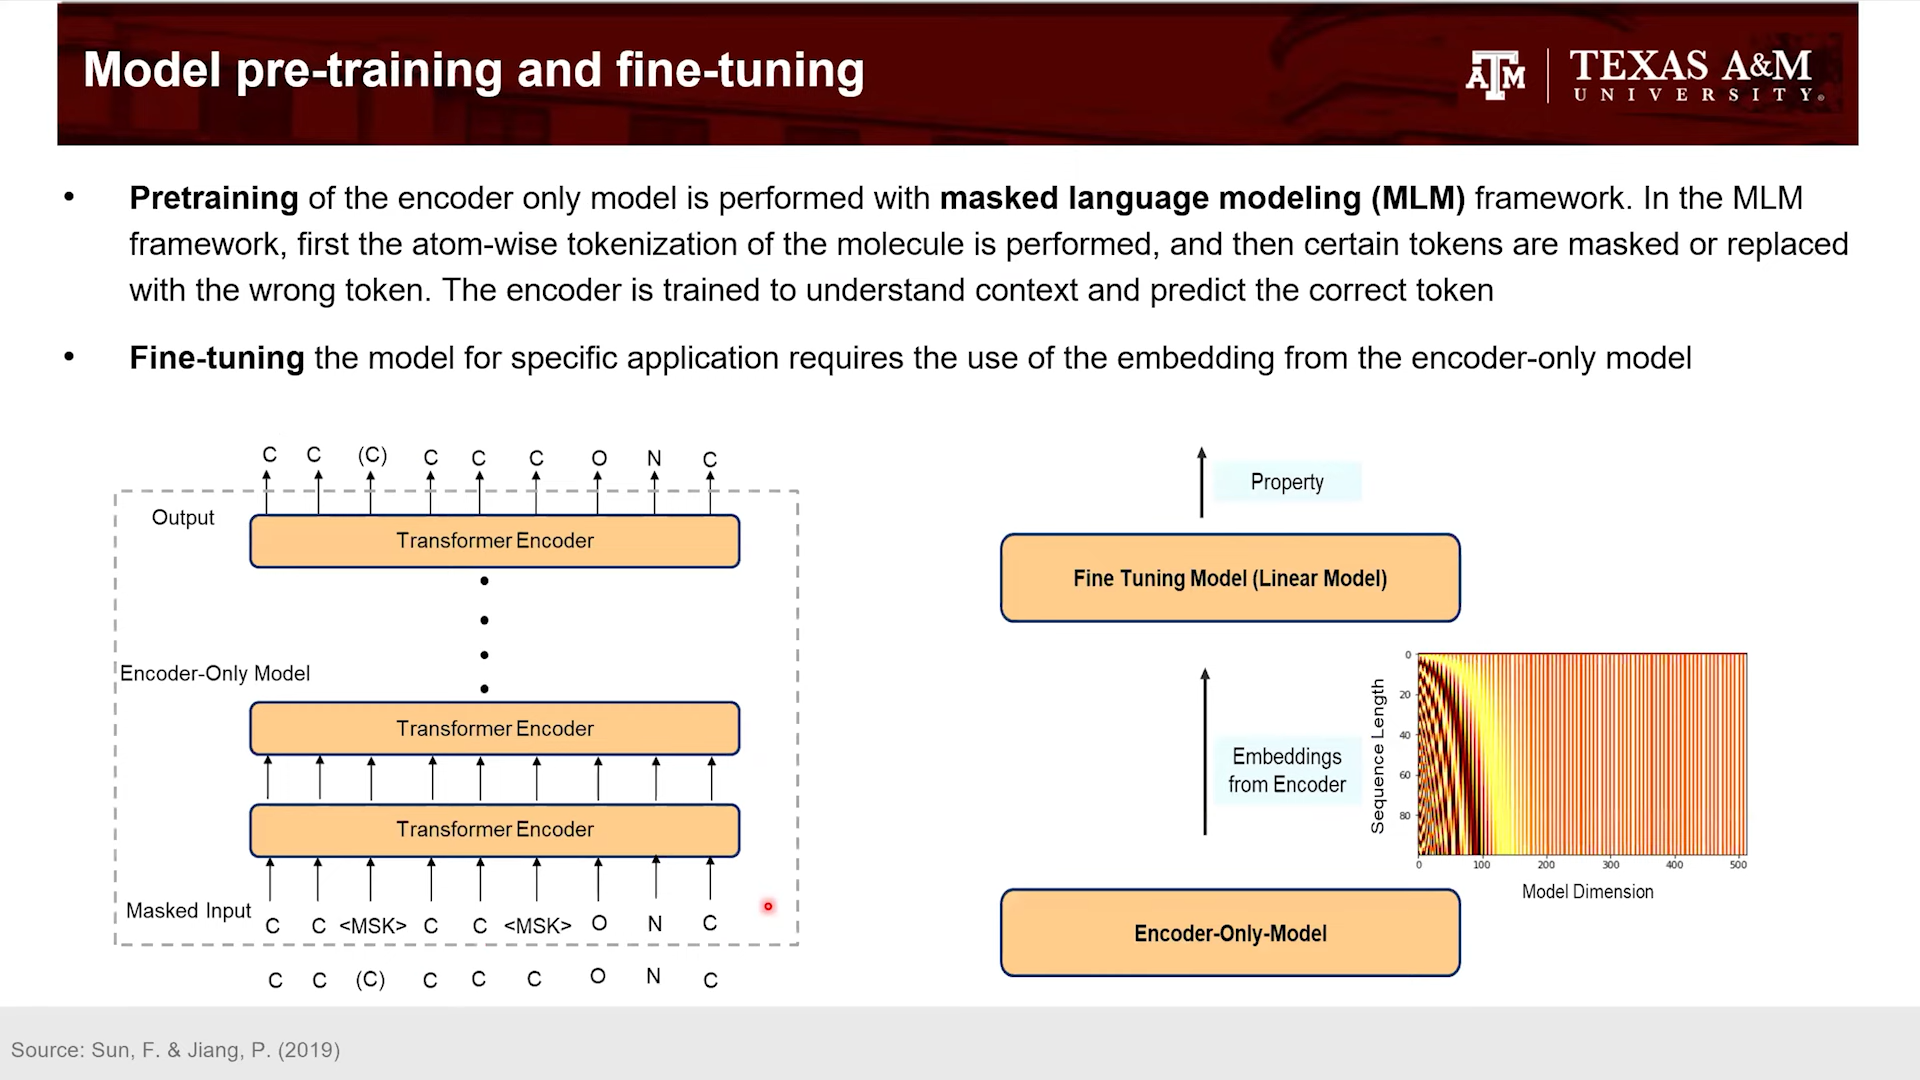 Model pre-training and fine-tuning
ATM
TEXAS A&M
UNIVERSITY®
• Pretraining of the encoder only model is performed with masked language modeling (MLM) framework. In the MLM
framework, first the atom-wise tokenization of the molecule is performed, and then certain tokens are masked or replaced
with the wrong token. The encoder is trained to understand context and predict the correct token
• Fine-tuning the model for specific application requires the use of the embedding from the encoder-only model
C C (C) C C C O N C
Output
Transformer Encoder
Encoder-Only Model
Transformer Encoder
Transformer Encoder
Masked Input
C C <MSK> C C <MSK> O N C
C C (C) C C C O N C
Property
Fine Tuning Model (Linear Model)
Embeddings
from Encoder
Sequence Length
0
20
40
60
80
0 100 200 300 400 500
Model Dimension
Encoder-Only-Model
Source: Sun, F. & Jiang, P. (2019)